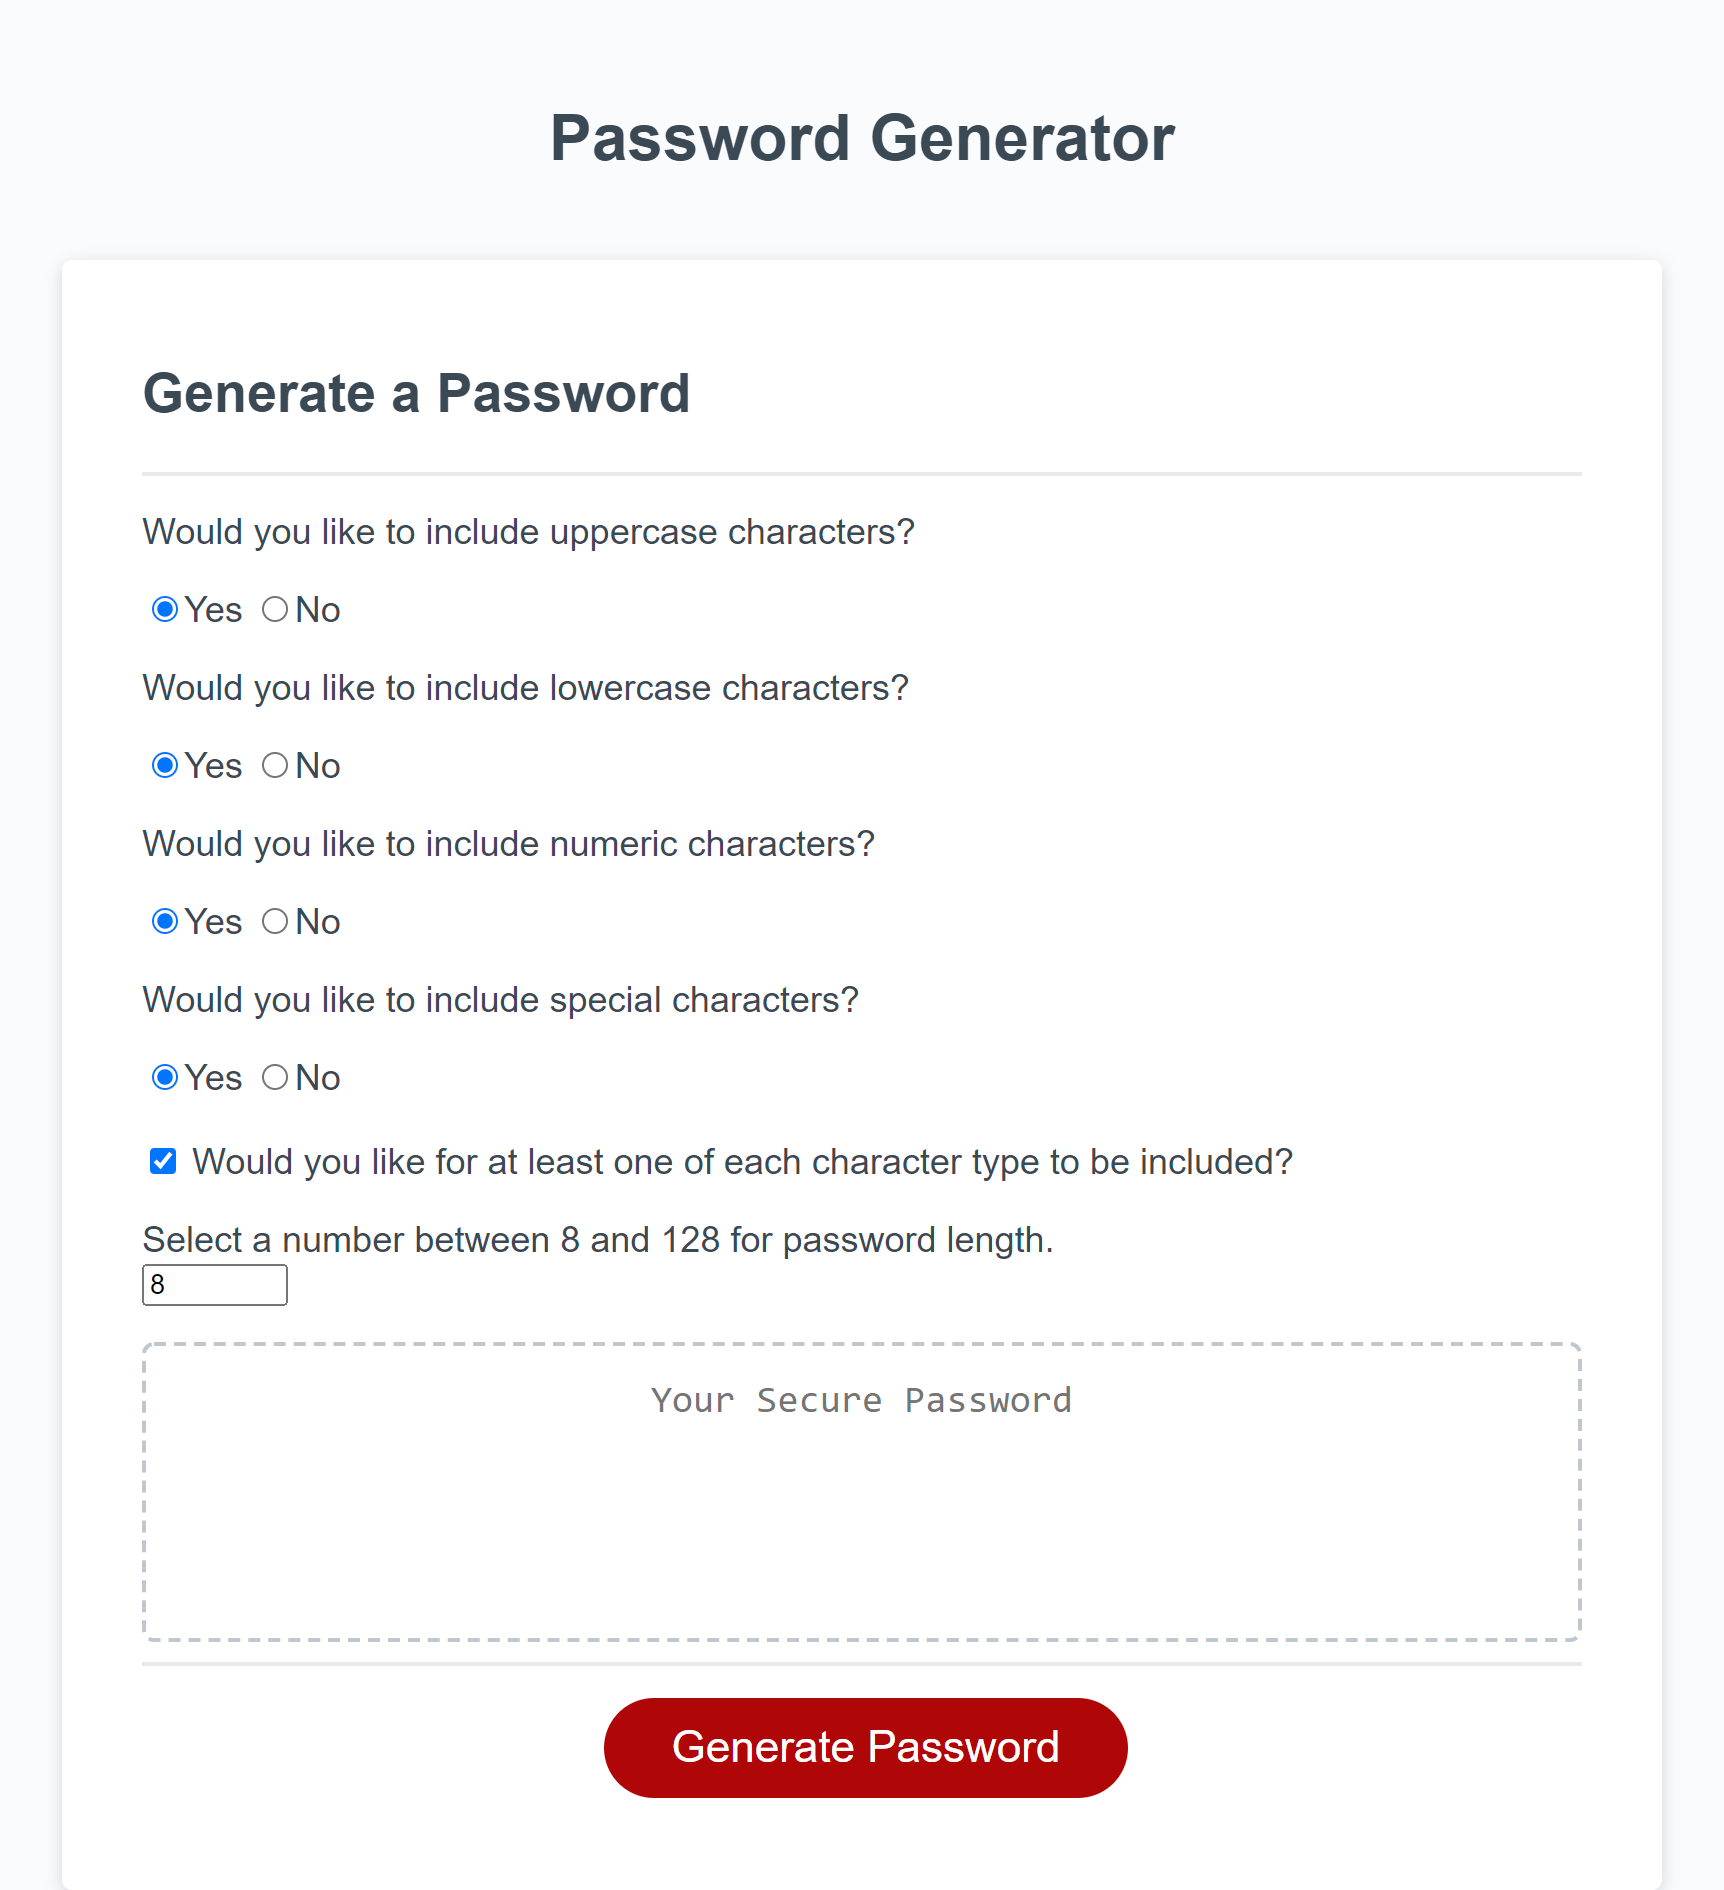 Password Generator
Generate a Password
Would you like to include uppercase characters?
Yes No
Would you like to include lowercase characters?
Yes No
Would you like to include numeric characters?
Yes No
Would you like to include special characters?
Yes No
Would you like for at least one of each character type to be included?
Select a number between 8 and 128 for password length.
8
Your Secure Password
Generate Password